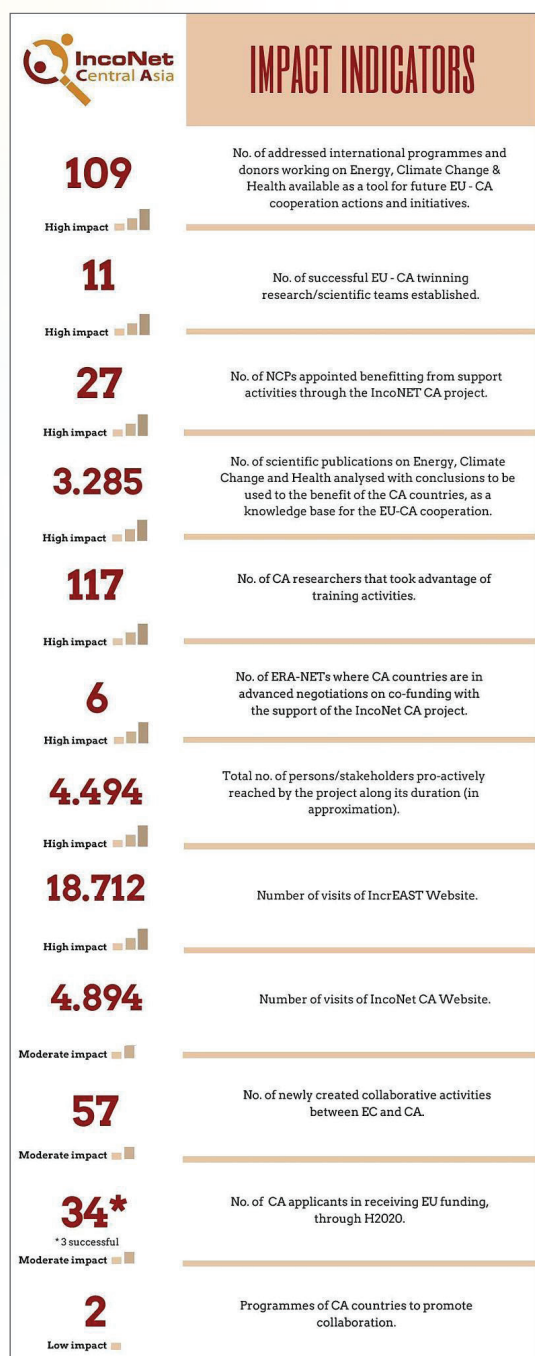 IncoNet
Central Asia
IMPACT INDICATORS
109
High impact
No. of addressed international programmes and
donors working on Energy, Climate Change &
Health available as a tool for future EU - CA
cooperation actions and initiatives.
11
High impact
No. of successful EU - CA twinning
research/scientific teams established.
27
High impact
No. of NCPs appointed benefitting from support
activities through the IncoNET CA project.
3.285
High impact
No. of scientific publications on Energy, Climate
Change and Health analysed with conclusions to be
used to the benefit of the CA countries, as a
knowledge base for the EU-CA cooperation.
117
High impact
No. of CA researchers that took advantage of
training activities.
6
High impact
No. of ERA-NETs where CA countries are in
advanced negotiations on co-funding with
the support of the IncoNet CA project.
4.494
High impact
Total no. of persons/stakeholders pro-actively
reached by the project along its duration (in
approximation).
18.712
High impact
Number of visits of IncrEAST Website.
4.894
Moderate impact
Number of visits of IncoNet CA Website.
57
Moderate impact
No. of newly created collaborative activities
between EC and CA.
34*
* 3 successful
Moderate impact
No. of CA applicants in receiving EU funding,
through H2020.
2
Low impact
Programmes of CA countries to promote
collaboration.